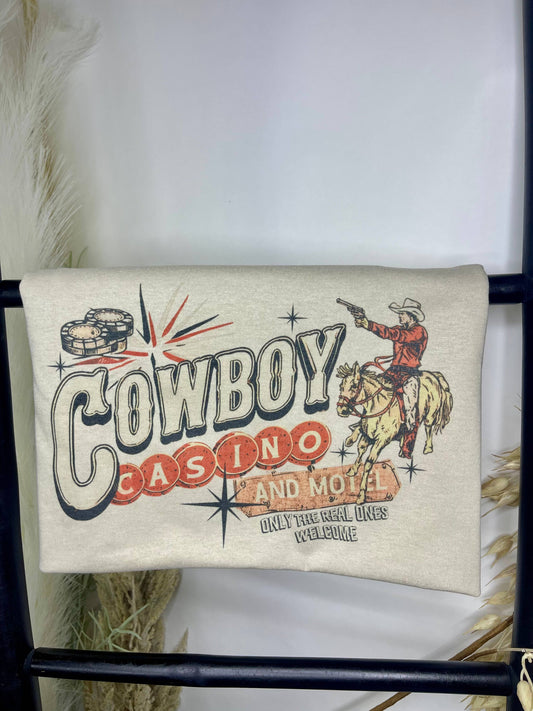 COWBOY
CASINO
AND MOTEL
ONLY THE REAL ONES
WELCOME